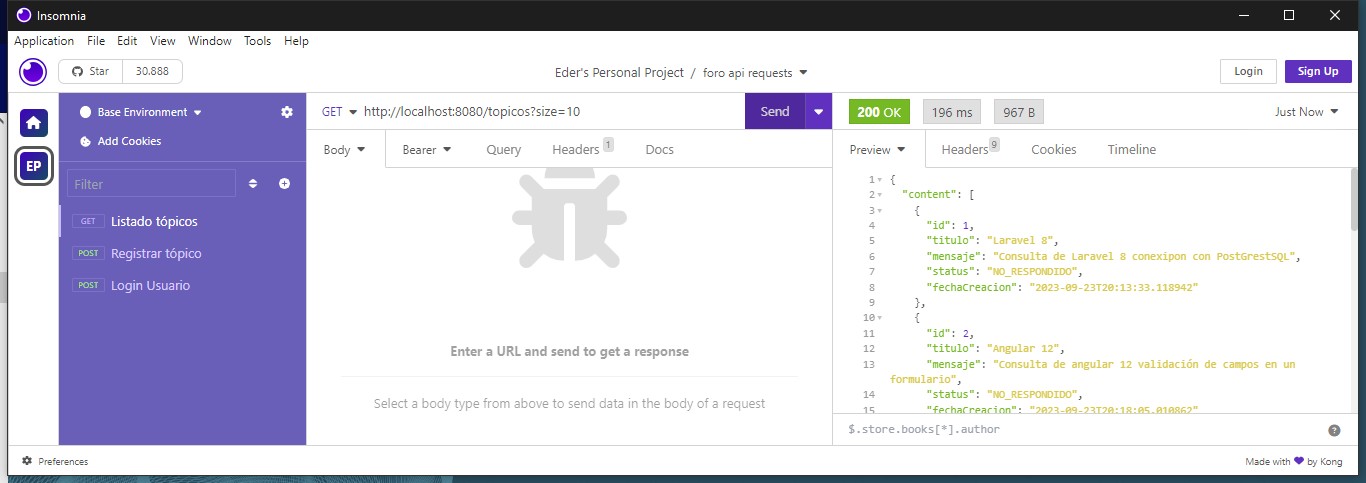 Insomnia
Application File Edit View Window Tools Help
Star 30.888
Eder's Personal Project / foro api requests
Login Sign Up
EP
Base Environment
Add Cookies
Filter
GET Listado tópicos
POST Registrar tópico
POST Login Usuario
GET http://localhost:8080/topicos?size=10 Send
Body Bearer Query Headers 1 Docs
Enter a URL and send to get a response
Select a body type from above to send data in the body of a request
200 OK 196 ms 967 B Just Now
Preview Headers 9 Cookies Timeline
1 {
2 "content": [
3 {
4 "id": 1,
5 "titulo": "Laravel 8",
6 "mensaje": "Consulta de Laravel 8 conexipon con PostGrestSQL",
7 "status": "NO_RESPONDIDO",
8 "fechaCreacion": "2023-09-23T20:13:33.118942"
9 },
10 {
11 "id": 2,
12 "titulo": "Angular 12",
13 "mensaje": "Consulta de angular 12 validación de campos en un
formulario",
14 "status": "NO_RESPONDIDO",
15 "fechaCreacion": "2023-09-23T20:18:05.010862"
$.store.books[*].author
Preferences
Made with ❤ by Kong